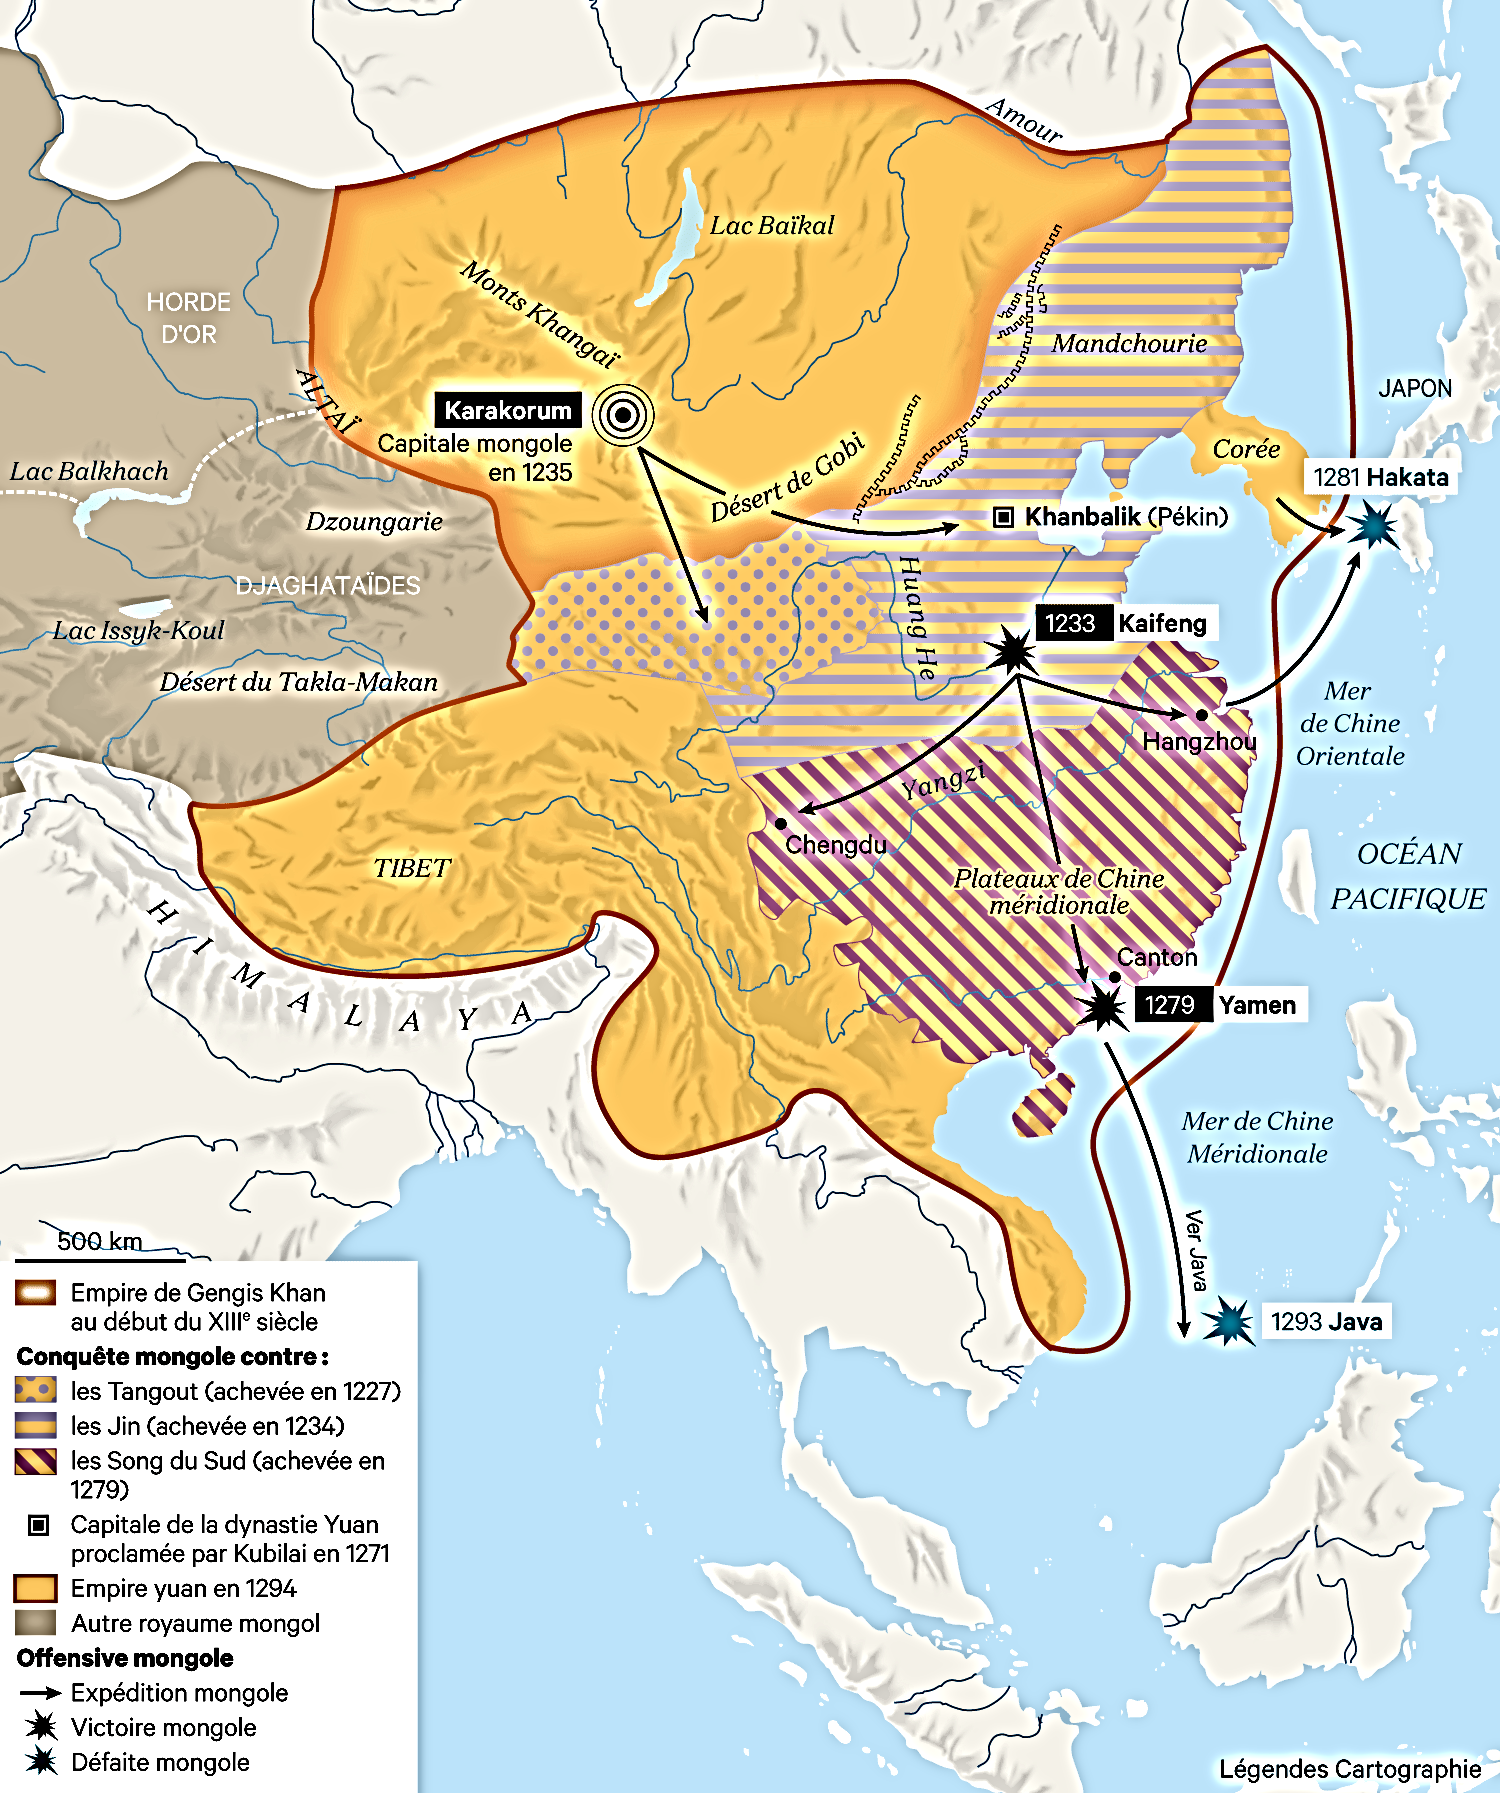 Amour
Lac Baïkal
Monts Khangaï
HORDE
D'OR
Mandchourie
ALTAÏ
JAPON
Karakorum
Capitale mongole
en 1235
Corée
Lac Balkhach
Désert de Gobi
1281 Hakata
Dzoungarie
Khanbalik (Pékin)
DJAGHATAÏDES
Huang He
Lac Issyk-Koul
1233 Kaifeng
Désert du Takla-Makan
Mer
de Chine
Orientale
Hangzhou
Yangzi
Chengdu
TIBET
OCÉAN
PACIFIQUE
Plateaux de Chine
méridionale
HIMALAYA
Canton
1279 Yamen
Mer de Chine
Méridionale
Ver Java
1293 Java
500 km
Empire de Gengis Khan
au début du XIIIe siècle
Conquête mongole contre :
les Tangout (achevée en 1227)
les Jin (achevée en 1234)
les Song du Sud (achevée en
1279)
Capitale de la dynastie Yuan
proclamée par Kubilai en 1271
Empire yuan en 1294
Autre royaume mongol
Offensive mongole
Expédition mongole
Victoire mongole
Défaite mongole
Légendes Cartographie